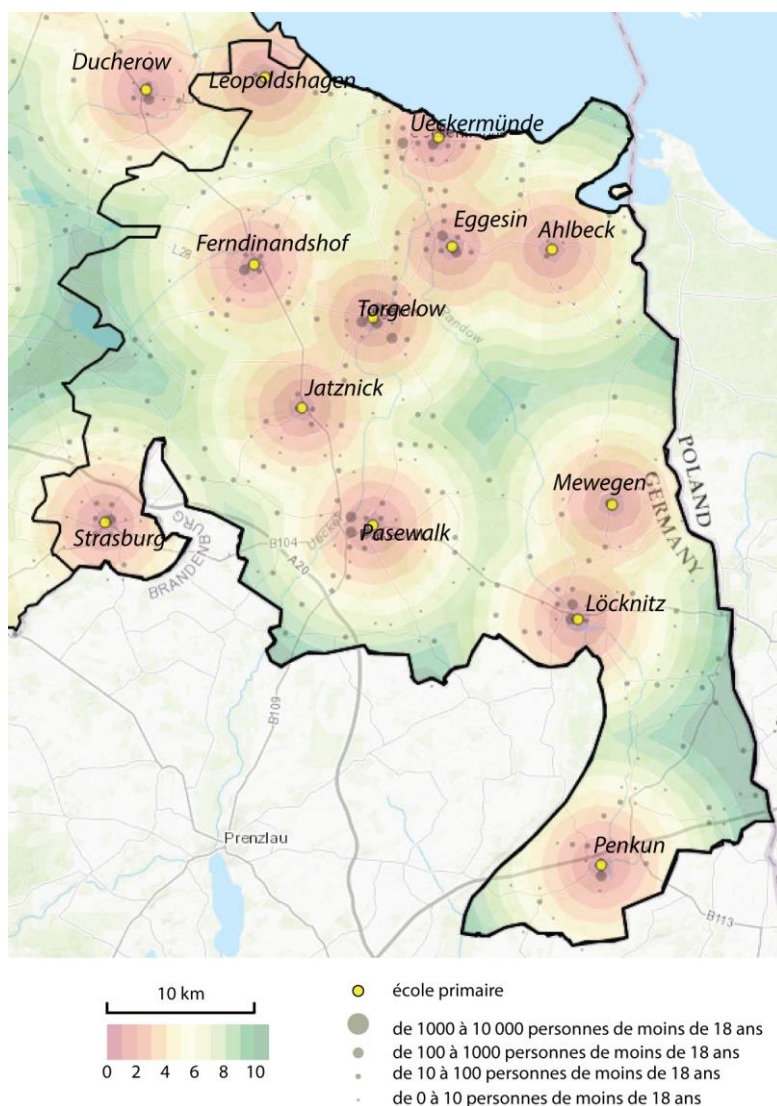 Ducherow
Leopoldshagen
Ueckermünde
Eggesin
Ahlbeck
Ferndinandshof
L28
Torgelow
Randow
Jatznick
POLAND
GERMANY
Mewegen
Strasburg
BRANDENBURG
B104
Uecker
A20
Pasewalk
Löcknitz
B109
Prenzlau
Penkun
B113
10 km
0 2 4 6 8 10
école primaire
de 1000 à 10 000 personnes de moins de 18 ans
de 100 à 1000 personnes de moins de 18 ans
de 10 à 100 personnes de moins de 18 ans
de 0 à 10 personnes de moins de 18 ans